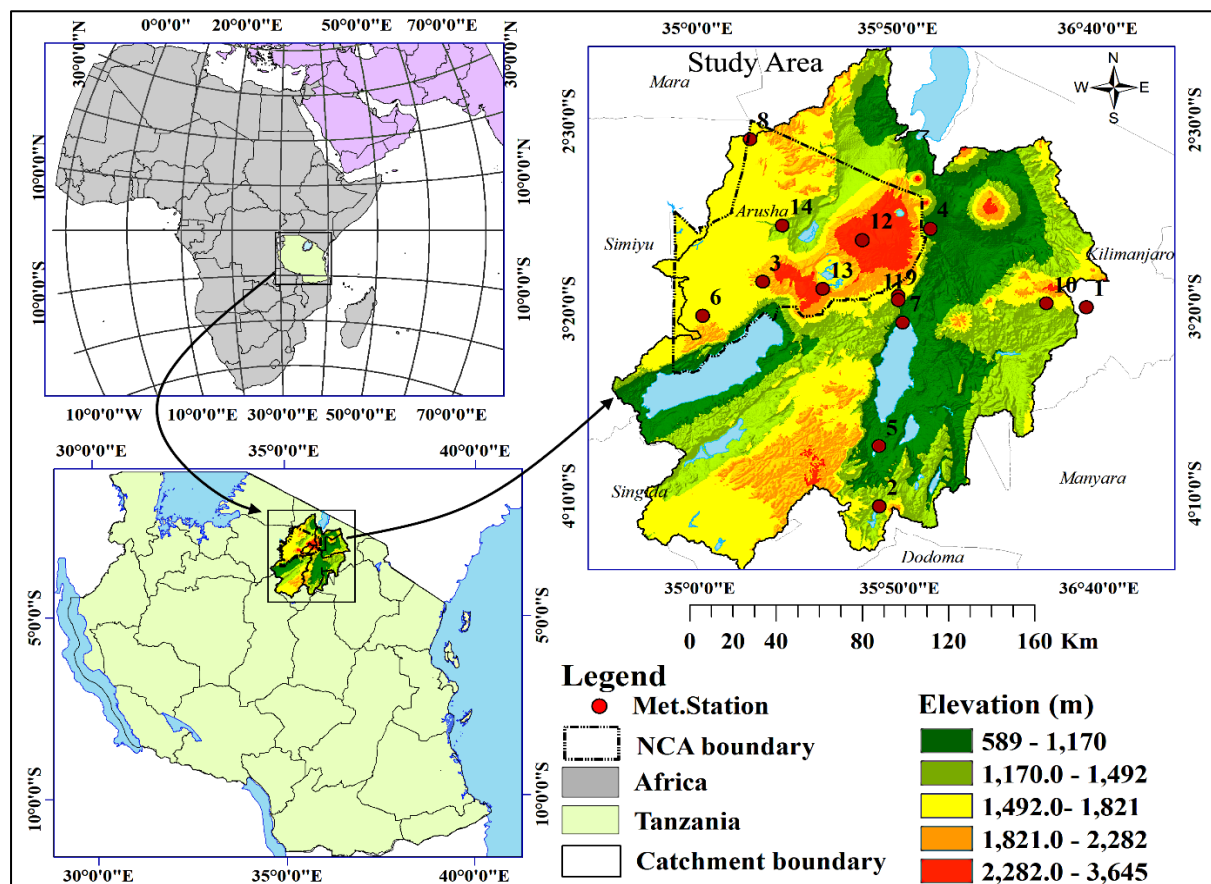 0°0'0" 20°0'0"E 50°0'0"E
30°0'0"N 30°0'0"N
10°0'0"N 10°0'0"N
10°0'0"S 10°0'0"S
10°0'0"W 10°0'0"E 30°0'0"E 50°0'0"E 70°0'0"E
30°0'0"E 35°0'0"E 40°0'0"E
5°0'0"S 5°0'0"S
10°0'0"S 10°0'0"S
30°0'0"E 35°0'0"E 40°0'0"E
35°0'0"E 35°50'0"E 36°40'0"E
Study Area
N
W E
S
Mara
2°30'0"S 2°30'0"S
8
Arusha 14
12
4
Simiyu
Kilimanjaro
3
13
119
10
1
6
7
3°20'0"S 3°20'0"S
5
Manyara
Singida
2
4°10'0"S 4°10'0"S
Dodoma
35°0'0"E 35°50'0"E 36°40'0"E
0 20 40 80 120 160 Km
Legend
Met.Station
NCA boundary
Africa
Tanzania
Catchment boundary
Elevation (m)
589 - 1,170
1,170.0 - 1,492
1,492.0- 1,821
1,821.0 - 2,282
2,282.0 - 3,645